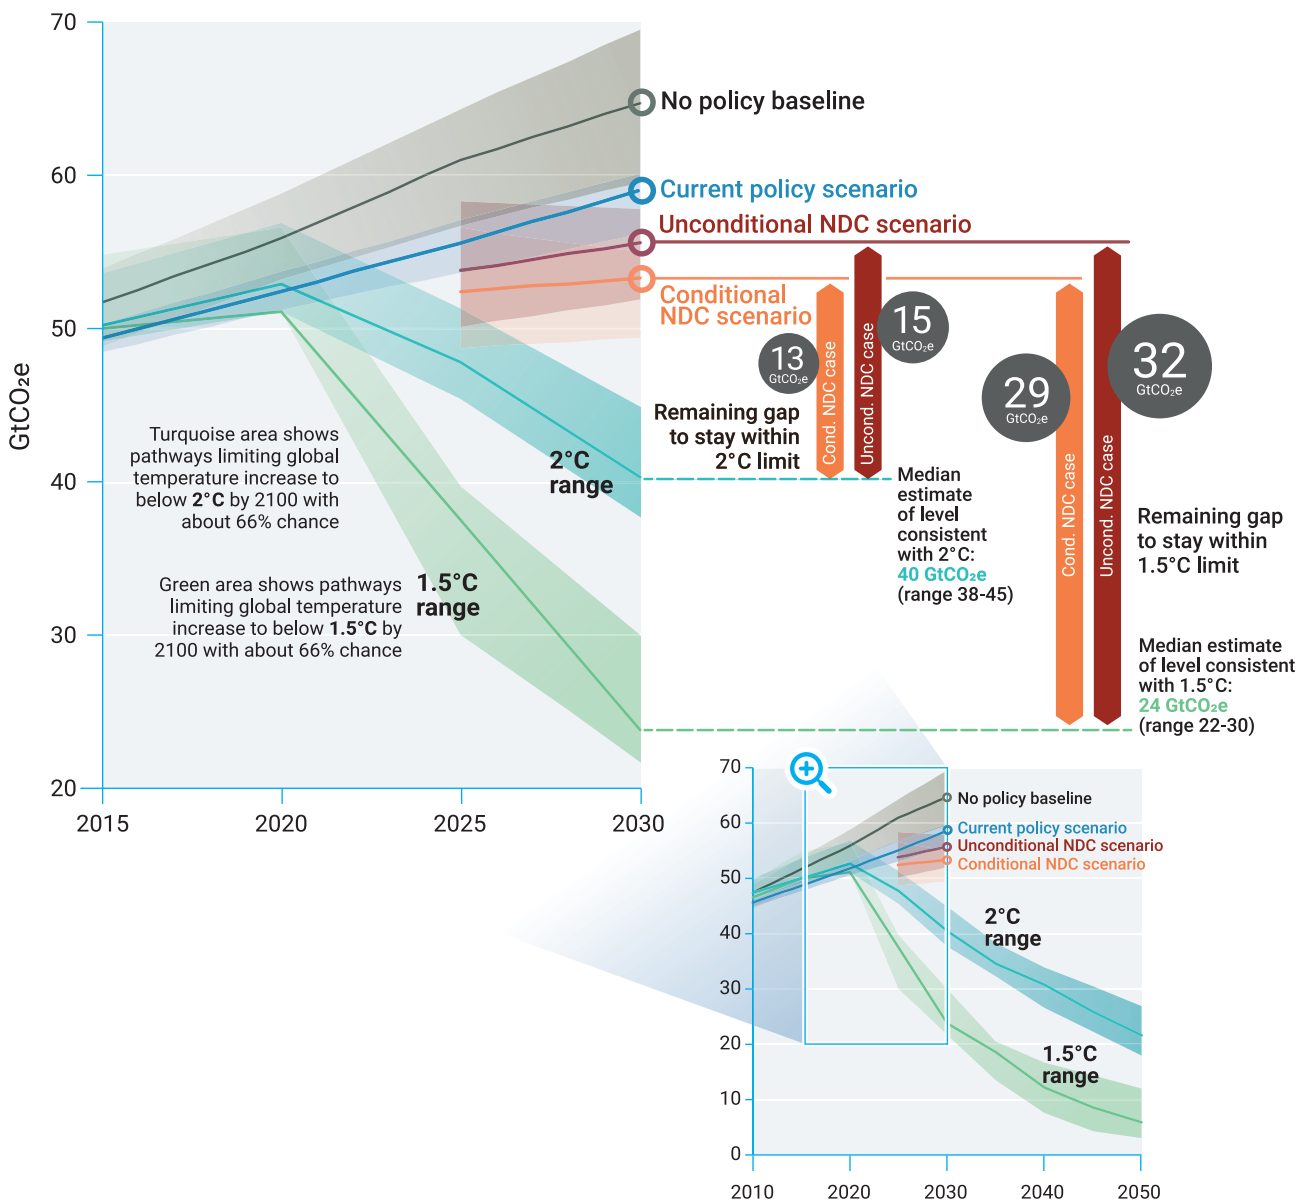 70
60
50
40
30
20
GtCO₂e
2015
2020
2025
2030
No policy baseline
Current policy scenario
Unconditional NDC scenario
Conditional
NDC scenario
Turquoise area shows
pathways limiting global
temperature increase to
below 2°C by 2100 with
about 66% chance
Green area shows pathways
limiting global temperature
increase to below 1.5°C by
2100 with about 66% chance
2°C
range
1.5°C
range
13
GtCO₂e
15
GtCO₂e
Cond. NDC case
Uncond. NDC case
Remaining gap
to stay within
2°C limit
Median
estimate
of level
consistent
with 2°C:
40 GtCO₂e
(range 38-45)
29
GtCO₂e
32
GtCO₂e
Cond. NDC case
Uncond. NDC case
Remaining gap
to stay within
1.5°C limit
Median estimate
of level consistent
with 1.5°C:
24 GtCO₂e
(range 22-30)
70
60
50
40
30
20
10
0
2010
2020
2030
2040
2050
No policy baseline
Current policy scenario
Unconditional NDC scenario
Conditional NDC scenario
2°C
range
1.5°C
range